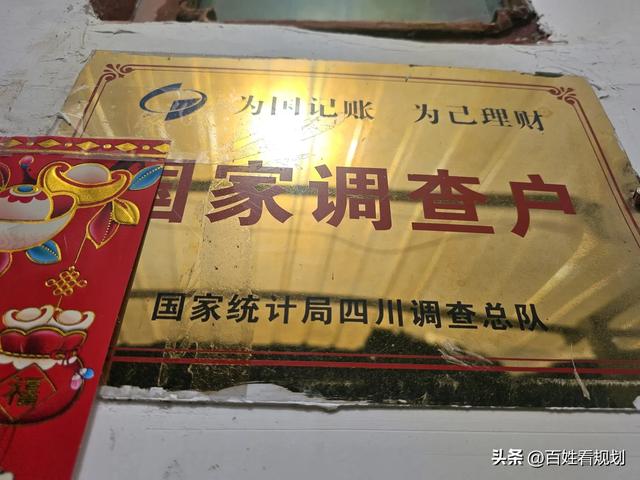 为国记账 为己理财
国家调查户
国家统计局四川调查总队
福
头条 @百姓看规划